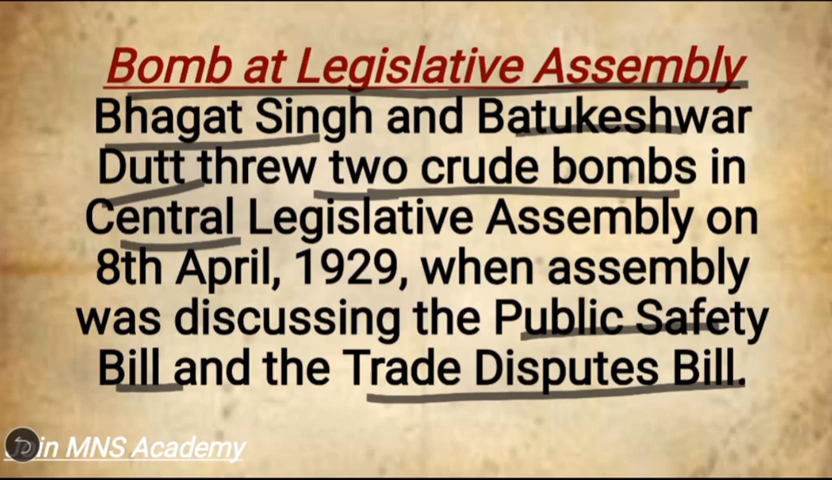 Bomb at Legislative Assembly
Bhagat Singh and Batukeshwar
Dutt threw two crude bombs in
Central Legislative Assembly on
8th April, 1929, when assembly
was discussing the Public Safety
Bill and the Trade Disputes Bill.
in MNS Academy